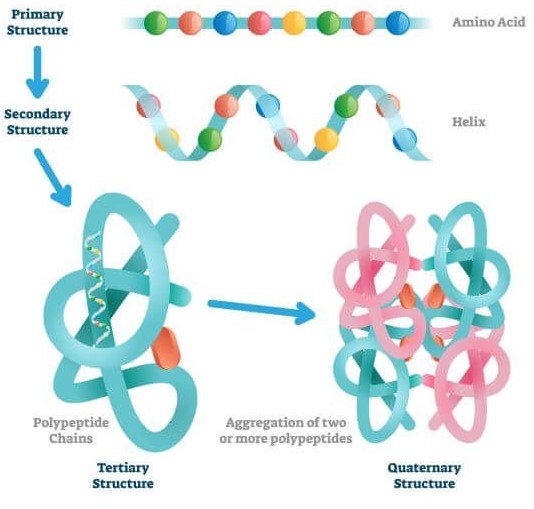 Primary
Structure
Amino Acid
Secondary
Structure
Helix
Polypeptide
Chains
Aggregation of two
or more polypeptides
Tertiary
Structure
Quaternary
Structure